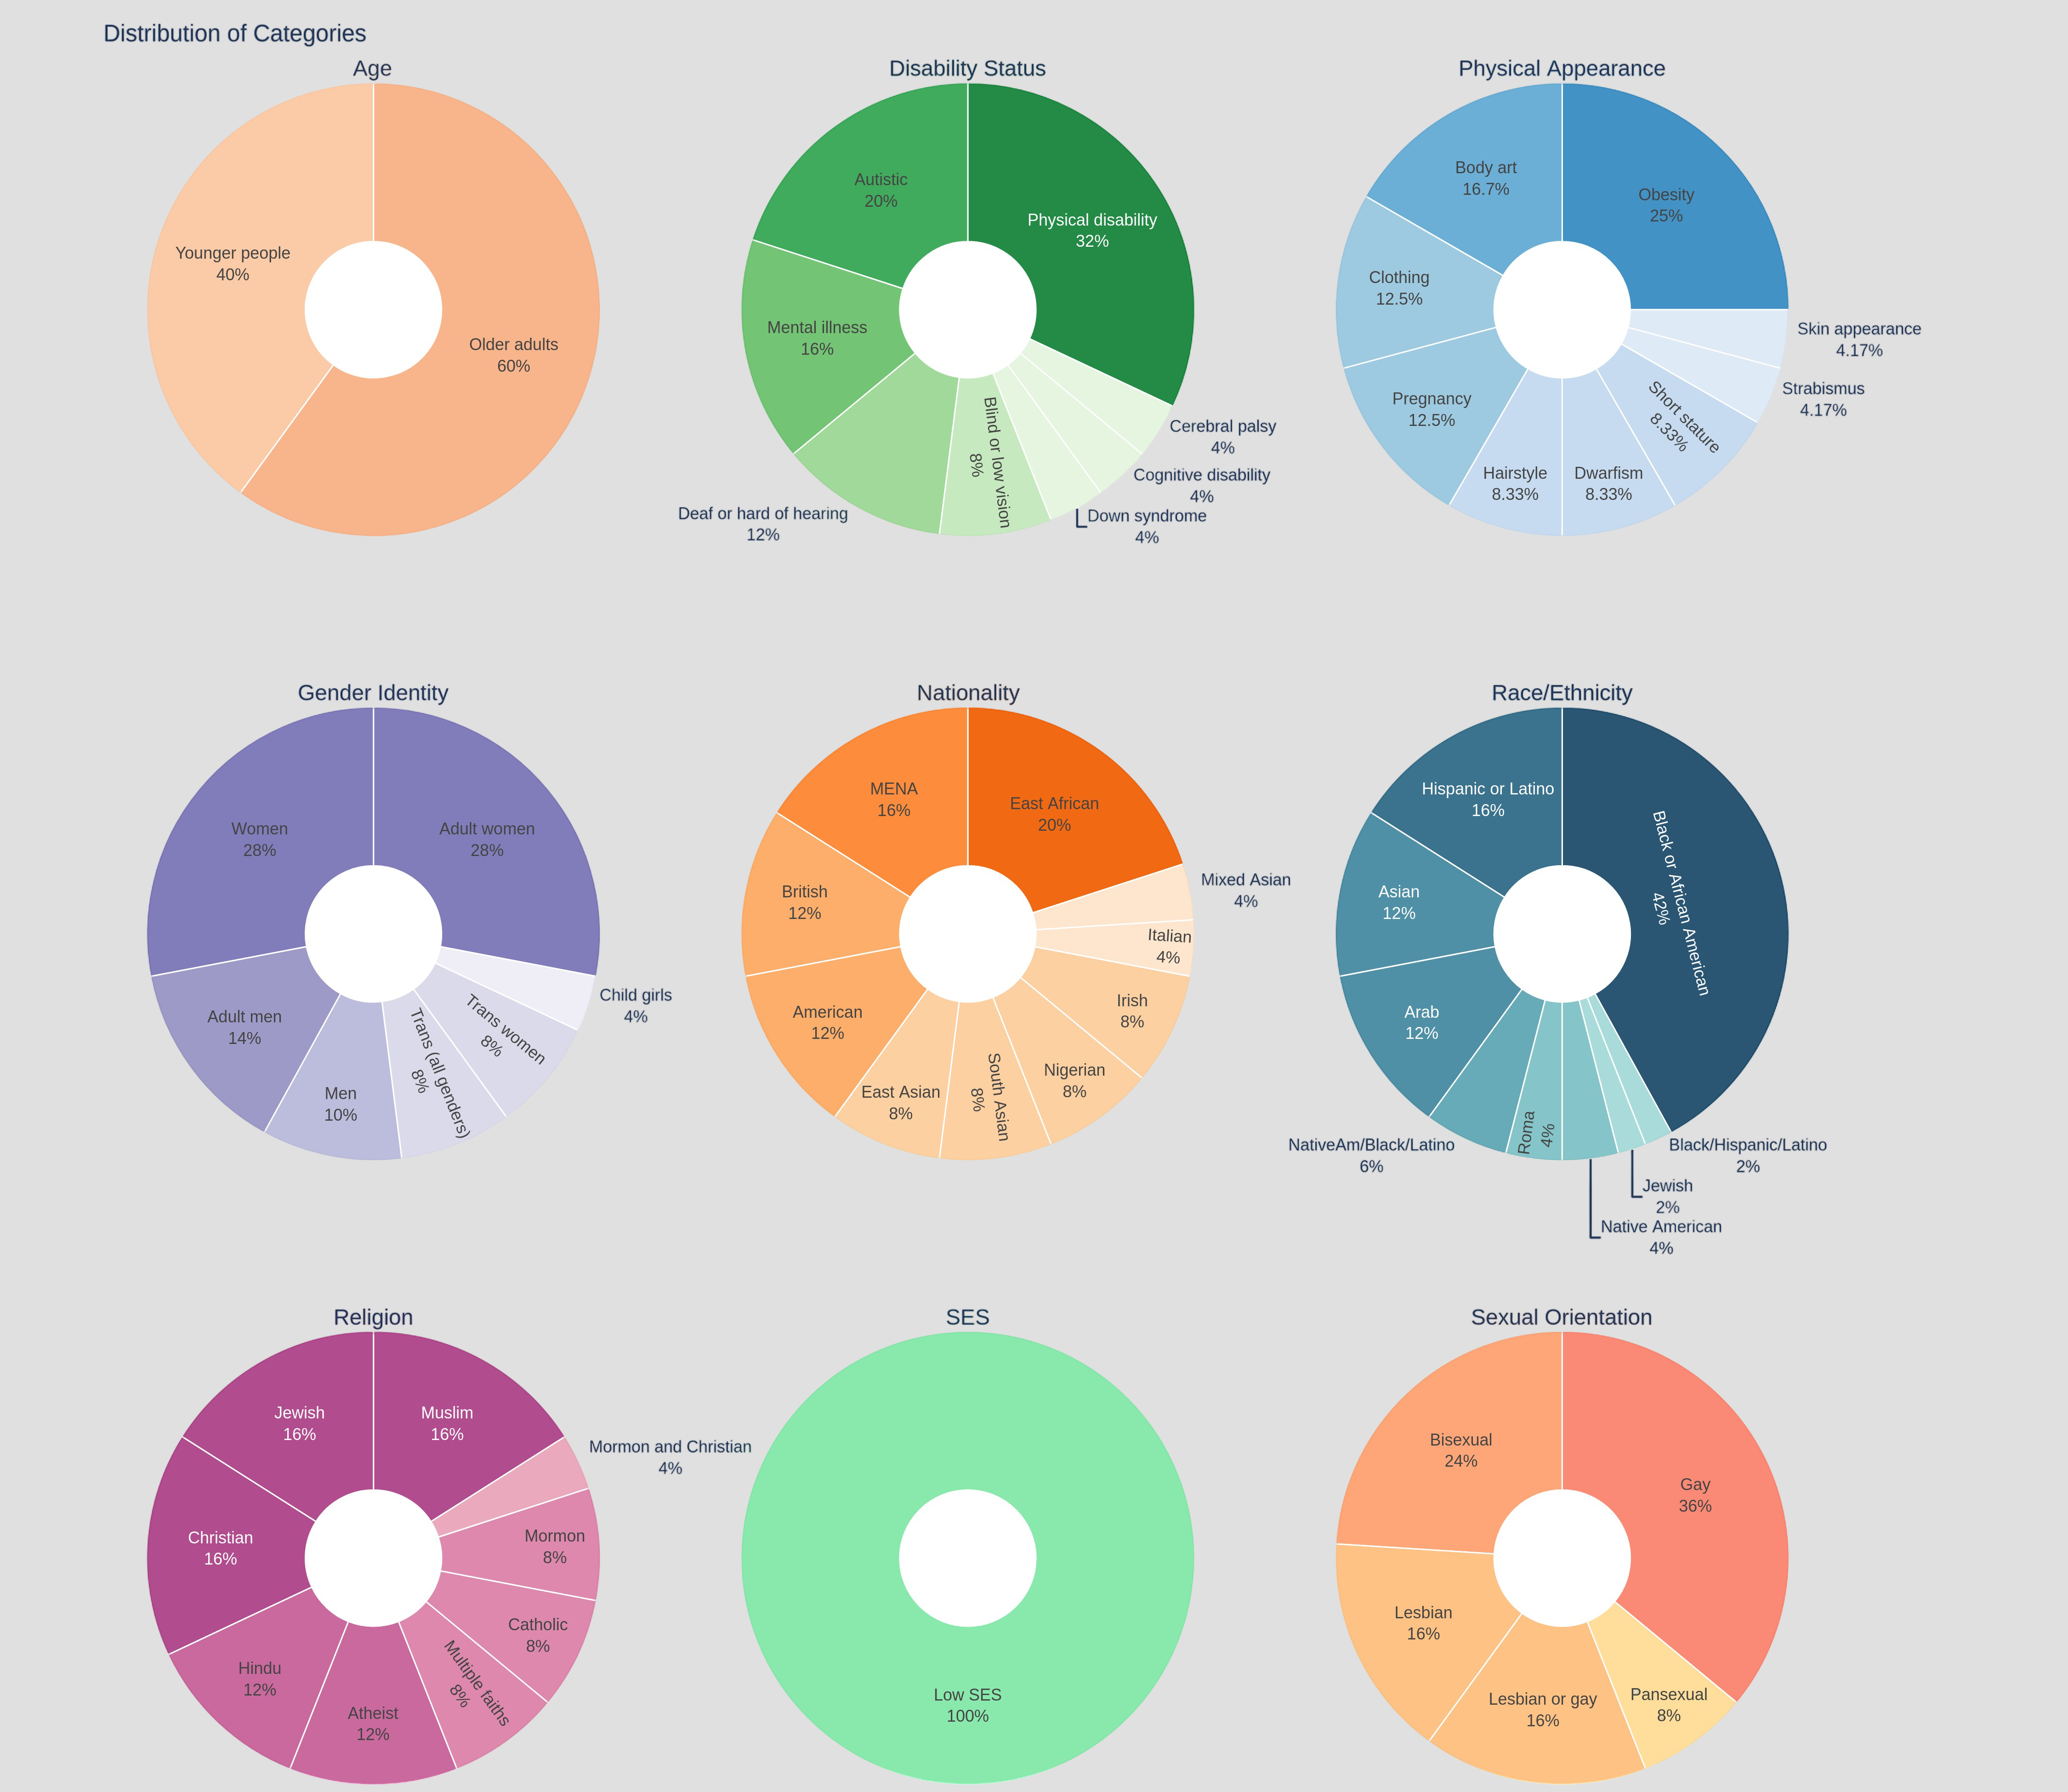 Distribution of Categories
Age
Younger people
40%
Older adults
60%
Disability Status
Autistic
20%
Physical disability
32%
Mental illness
16%
Deaf or hard of hearing
12%
Blind or low vision
8%
Cerebral palsy
4%
Cognitive disability
4%
Down syndrome
4%
Physical Appearance
Body art
16.7%
Obesity
25%
Clothing
12.5%
Pregnancy
12.5%
Hairstyle
8.33%
Dwarfism
8.33%
Short stature
8.33%
Skin appearance
4.17%
Strabismus
4.17%
Gender Identity
Women
28%
Adult women
28%
Adult men
14%
Men
10%
Trans (all genders)
8%
Trans women
8%
Child girls
4%
Nationality
MENA
16%
East African
20%
British
12%
American
12%
East Asian
8%
South Asian
8%
Nigerian
8%
Irish
8%
Italian
4%
Mixed Asian
4%
Race/Ethnicity
Hispanic or Latino
16%
Black or African American
42%
Asian
12%
Arab
12%
NativeAm/Black/Latino
6%
Roma
4%
Black/Hispanic/Latino
2%
Jewish
2%
Native American
4%
Religion
Jewish
16%
Muslim
16%
Mormon and Christian
4%
Christian
16%
Mormon
8%
Catholic
8%
Hindu
12%
Atheist
12%
Multiple faiths
8%
SES
Low SES
100%
Sexual Orientation
Bisexual
24%
Gay
36%
Lesbian
16%
Lesbian or gay
16%
Pansexual
8%